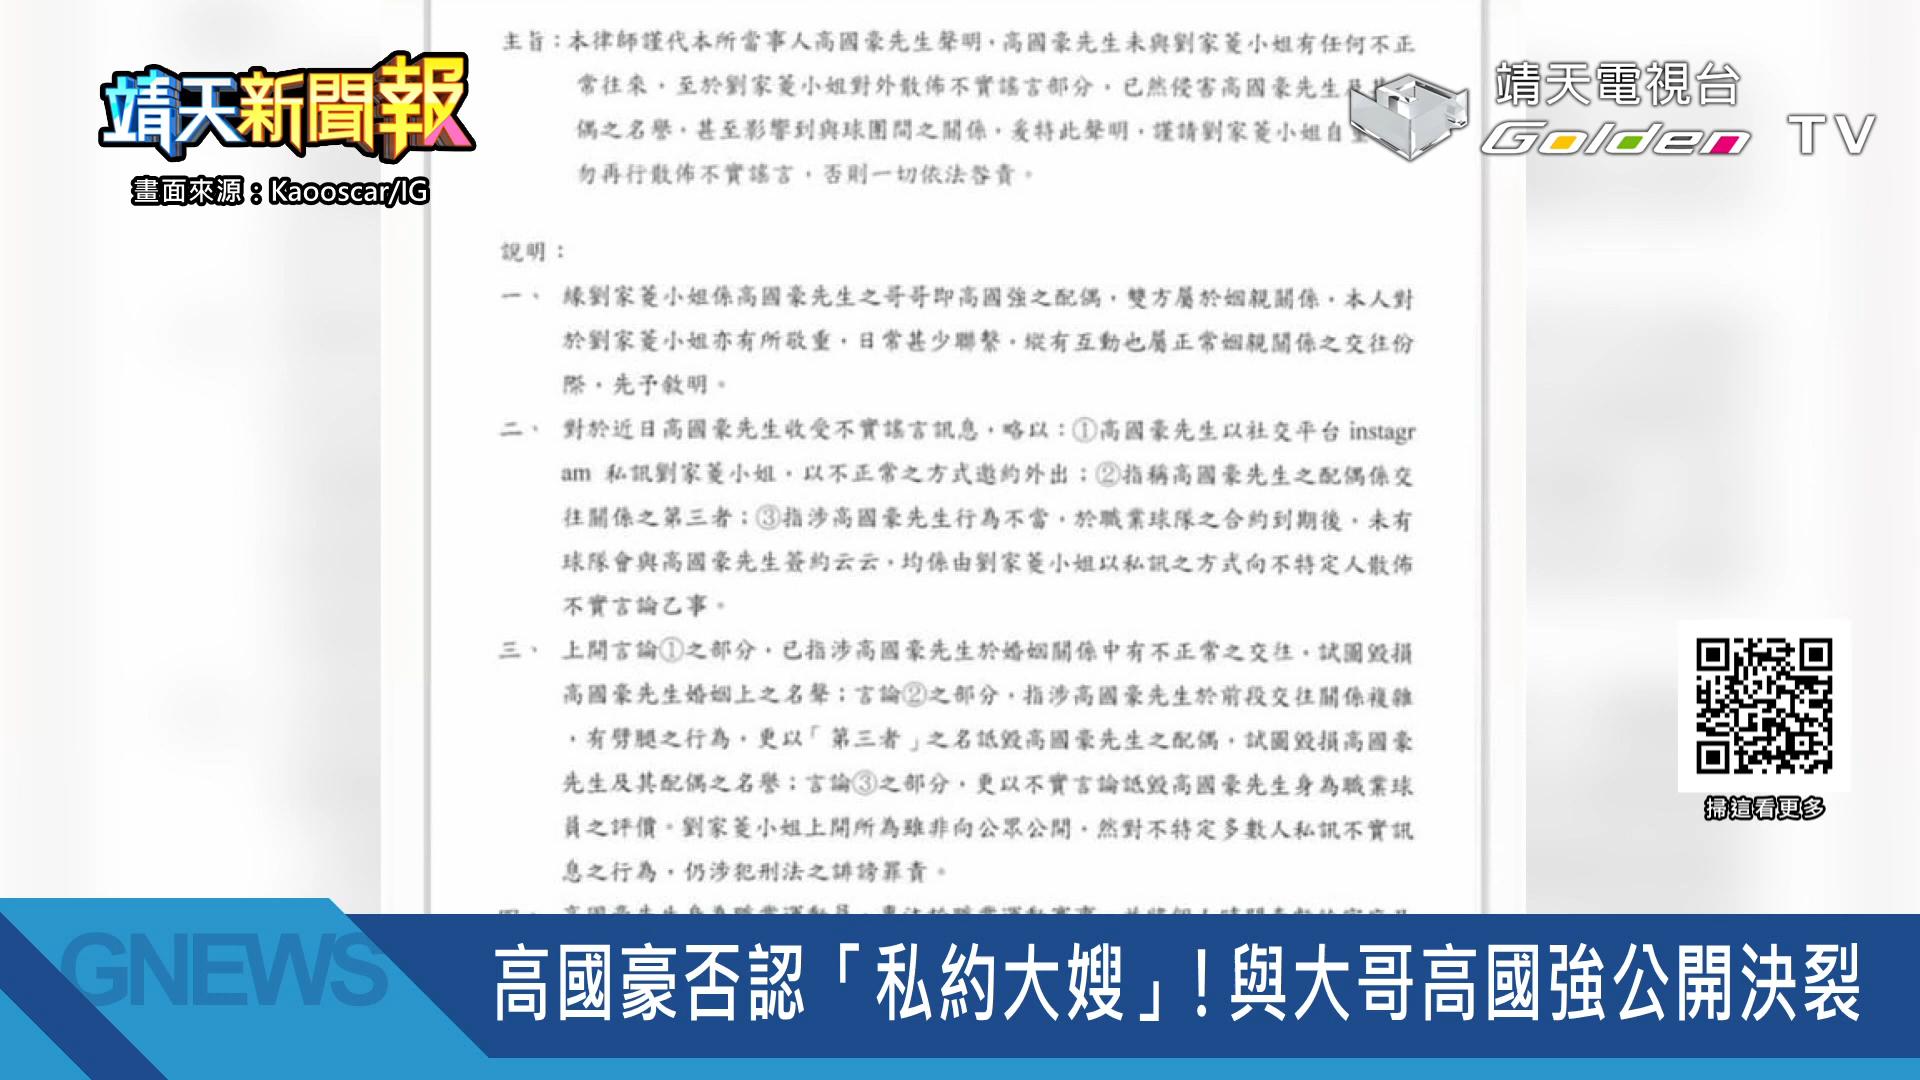 靖天新聞報
畫面來源：Kaooscar/IG
靖天電視台
Golden TV
主旨：本律師謹代本所當事人高國豪先生聲明，高國豪先生未與劉家菱小姐有任何不正
常往來，至於劉家菱小姐對外散佈不實謠言部分，已然侵害高國豪先生及其
偶之名譽，甚至影響到與球團間之關係，爰特此聲明，謹請劉家菱小姐自重
勿再行散佈不實謠言，否則一切依法咎責。
說明：
一、緣劉家菱小姐係高國豪先生之哥哥即高國強之配偶，雙方屬於姻親關係，本人對
於劉家菱小姐亦有所敬重，日常甚少聯繫，縱有互動也屬正常姻親關係之交往份
際，先予敘明。
二、對於近日高國豪先生收受不實謠言訊息，略以：①高國豪先生以社交平台 instagr
am 私訊劉家菱小姐，以不正常之方式邀約外出；②指稱高國豪先生之配偶係交
往關係之第三者；③指涉高國豪先生行為不當，於職業球隊之合約到期後，未有
球隊會與高國豪先生簽約云云，均係由劉家菱小姐以私訊之方式向不特定人散佈
不實言論乙事。
三、上開言論①之部分，已指涉高國豪先生於婚姻關係中有不正常之交往，試圖毀損
高國豪先生婚姻上之名聲；言論②之部分，指涉高國豪先生於前段交往關係複雜
，有劈腿之行為，更以「第三者」之名詆毀高國豪先生之配偶，試圖毀損高國豪
先生及其配偶之名譽；言論③之部分，更以不實言論詆毀高國豪先生身為職業球
員之評價。劉家菱小姐上開所為雖非向公眾公開，然對不特定多數人私訊不實訊
息之行為，仍涉犯刑法之誹謗罪責。
掃這看更多
GNEWS
高國豪否認「私約大嫂」！與大哥高國強公開決裂